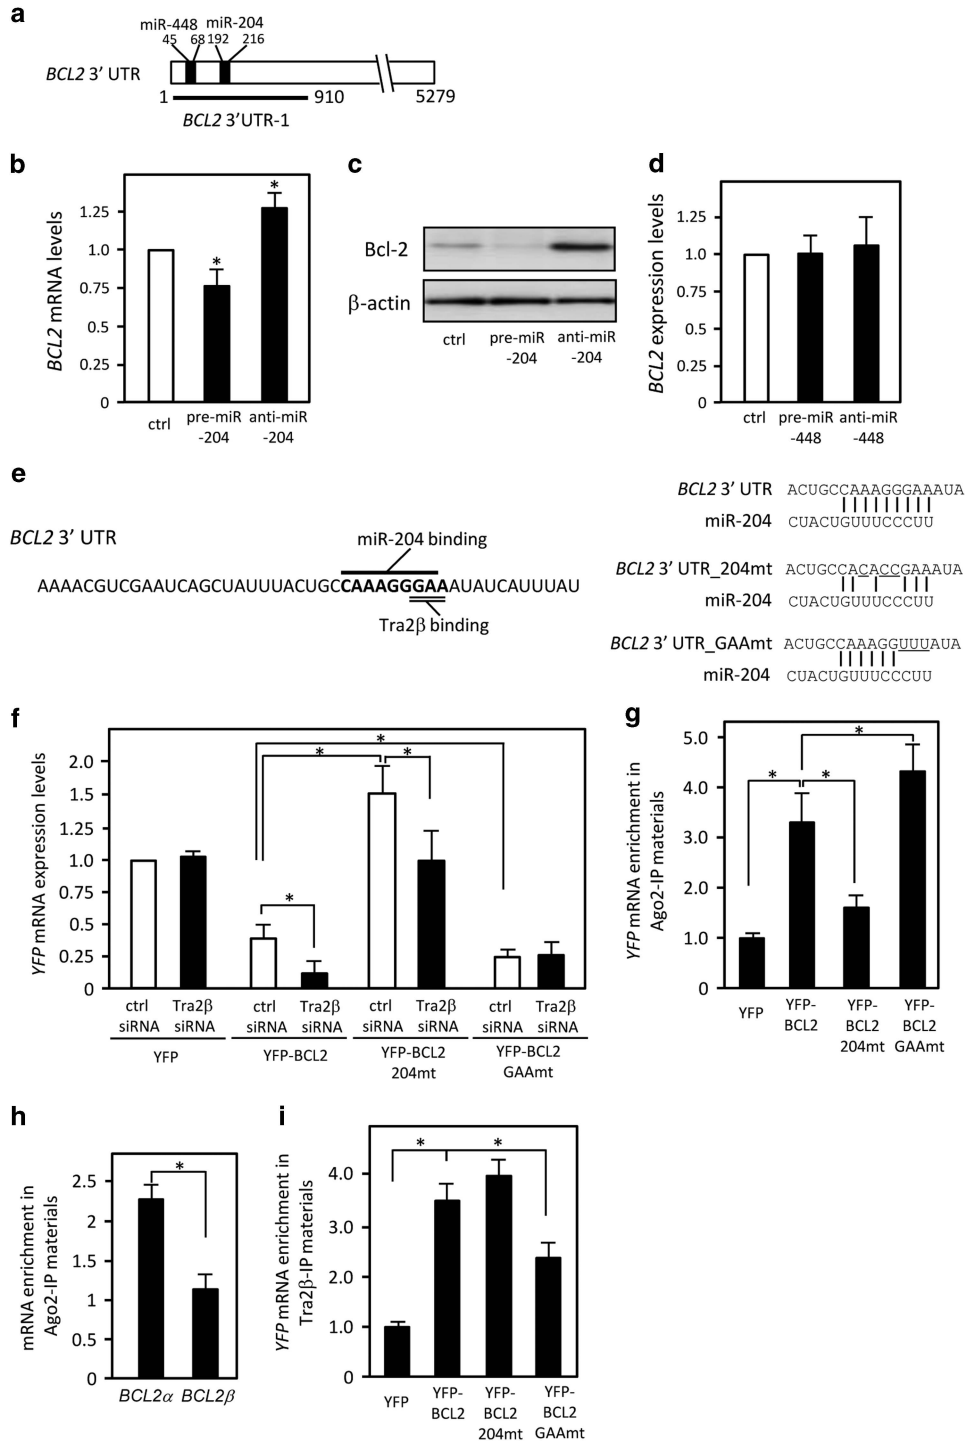 a
miR-448 miR-204
45 68 192 216
BCL2 3’ UTR
1 910 5279
BCL2 3’UTR-1
b
BCL2 mRNA levels
1.25
1.0
0.75
0.5
0.25
0
* *
ctrl pre-miR -204 anti-miR -204
c
Bcl-2
β-actin
ctrl pre-miR -204 anti-miR -204
d
BCL2 expression levels
1.25
1.0
0.75
0.5
0.25
0
ctrl pre-miR -448 anti-miR -448
e
BCL2 3’ UTR
miR-204 binding
AAAACGUCGAAUCAGCUAUUUACUGCCAAAGGGAAAUAUCAUUUAU
Tra2β binding
BCL2 3’ UTR ACUGCCAAAGGGAAAUA
miR-204 CUACUGUUUCCCUU
BCL2 3’ UTR_204mt ACUGCCACACCGAAAUA
miR-204 CUACUGUUUCCCUU
BCL2 3’ UTR_GAAmt ACUGCCAAAGGUUUAUA
miR-204 CUACUGUUUCCCUU
f
YFP mRNA expression levels
2.0
1.5
1.25
1.0
0.75
0.5
0.25
0
* * * *
ctrl siRNA Tra2β siRNA ctrl siRNA Tra2β siRNA ctrl siRNA Tra2β siRNA ctrl siRNA Tra2β siRNA
YFP YFP-BCL2 YFP-BCL2 204mt YFP-BCL2 GAAmt
g
YFP mRNA enrichment in
Ago2-IP materials
5.0
4.0
3.0
2.0
1.0
0
* * *
YFP YFP-BCL2 YFP-BCL2 204mt YFP-BCL2 GAAmt
h
mRNA enrichment in
Ago2-IP materials
2.5
2
1.5
1
0.5
0
*
BCL2α BCL2β
i
YFP mRNA enrichment in
Tra2β-IP materials
4.0
3.0
2.0
1.0
0
* *
YFP YFP-BCL2 YFP-BCL2 204mt YFP-BCL2 GAAmt